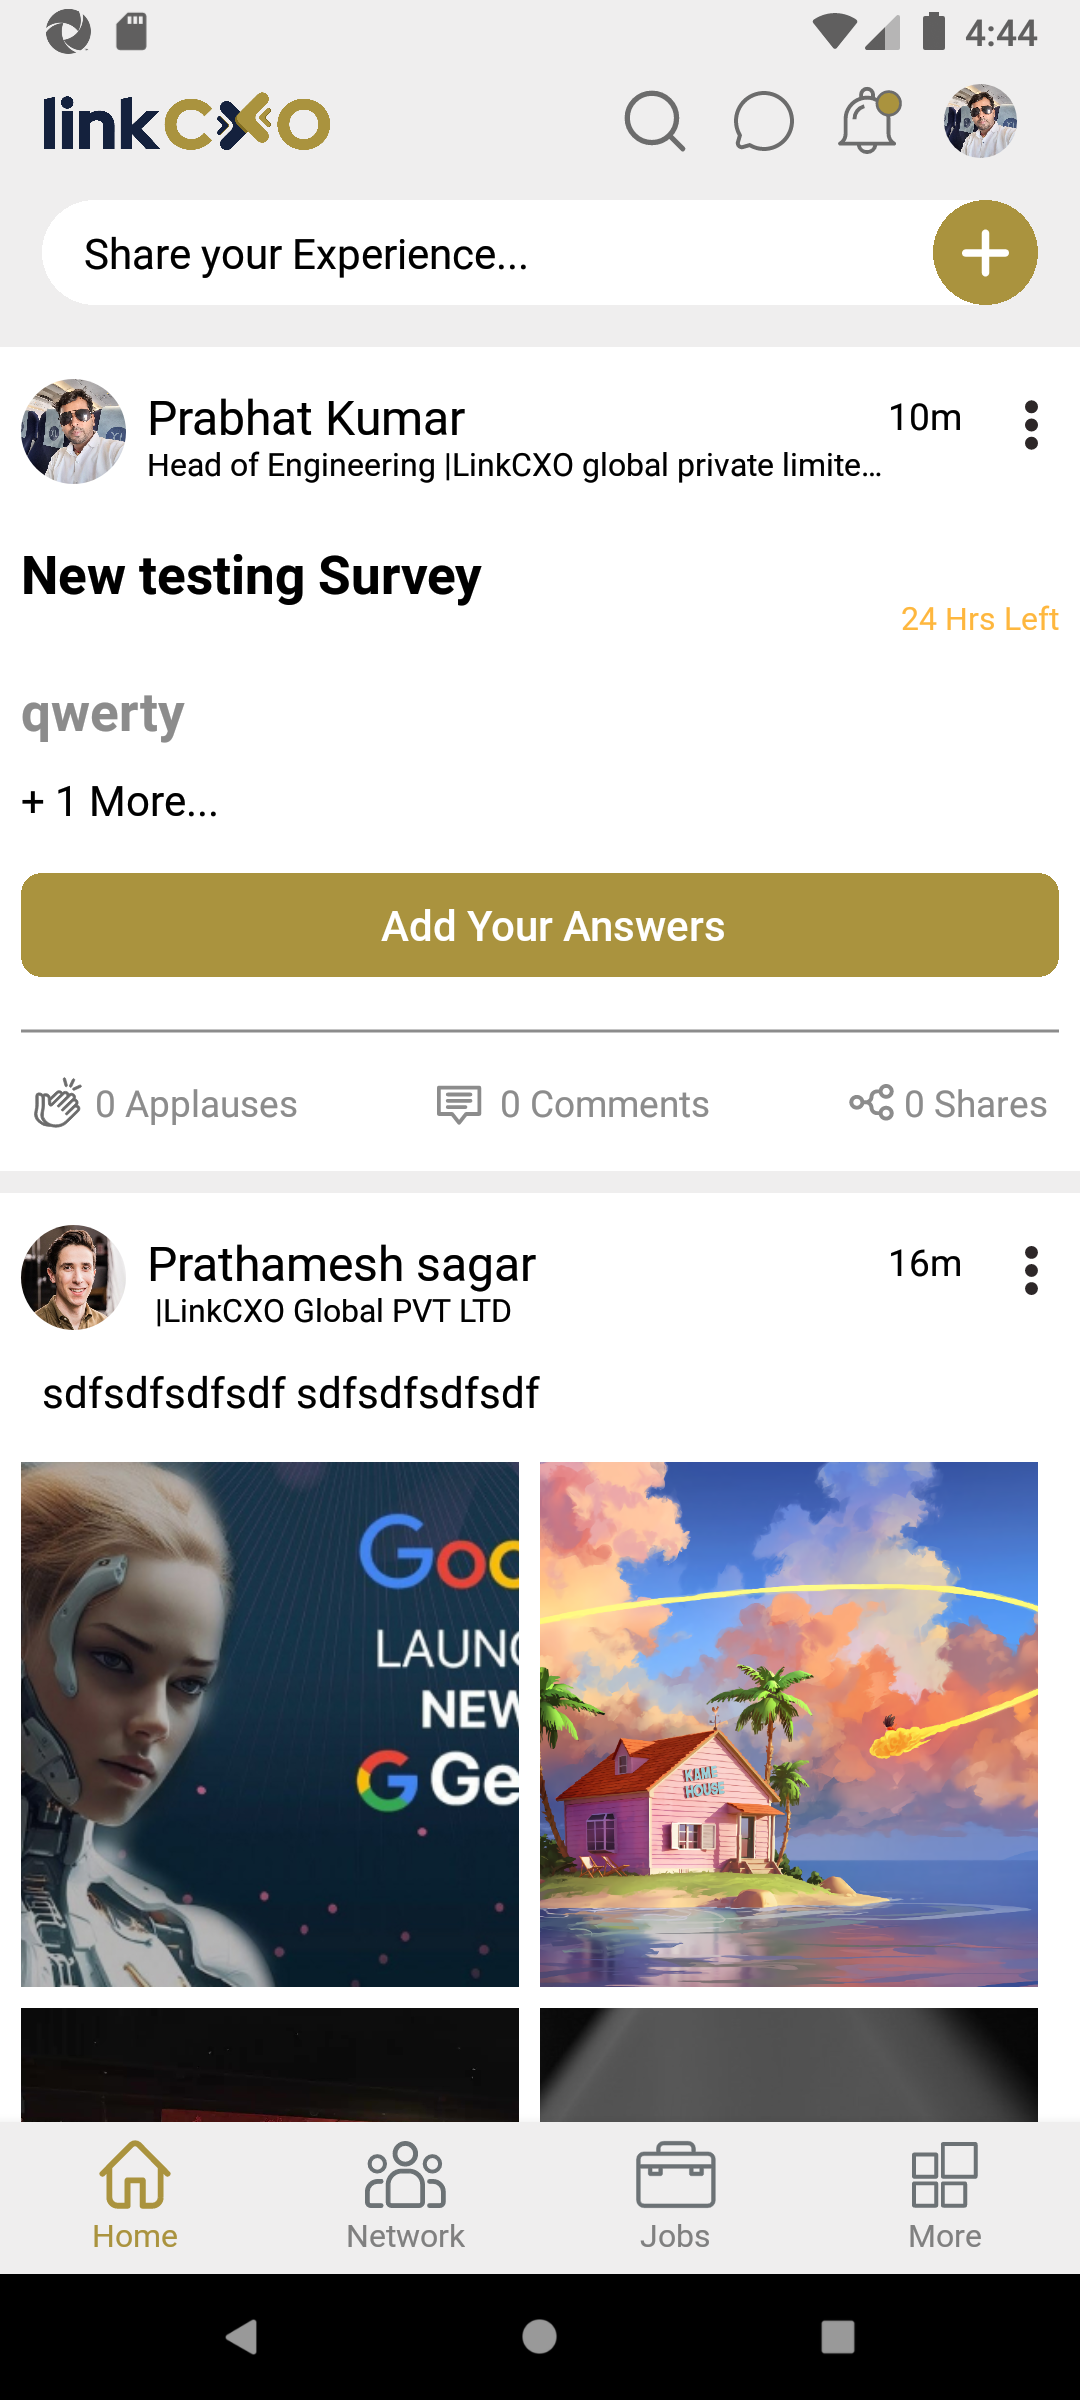 4:44
linkCXO
Share your Experience...
Prabhat Kumar
10m
Head of Engineering |LinkCXO global private limite...
New testing Survey
24 Hrs Left
qwerty
+ 1 More...
Add Your Answers
0 Applauses
0 Comments
0 Shares
Prathamesh sagar
16m
|LinkCXO Global PVT LTD
sdfsdfsdfsdf sdfsdfsdfsdf
Goo
LAUNC
NEW
G Ge
KAME
HOUSE
Home
Network
Jobs
More